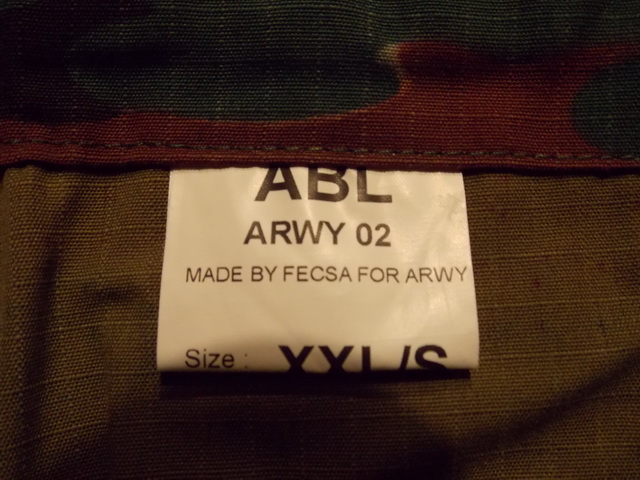 ABL
ARWY 02
MADE BY FECSA FOR ARWY
Size : XXL/S